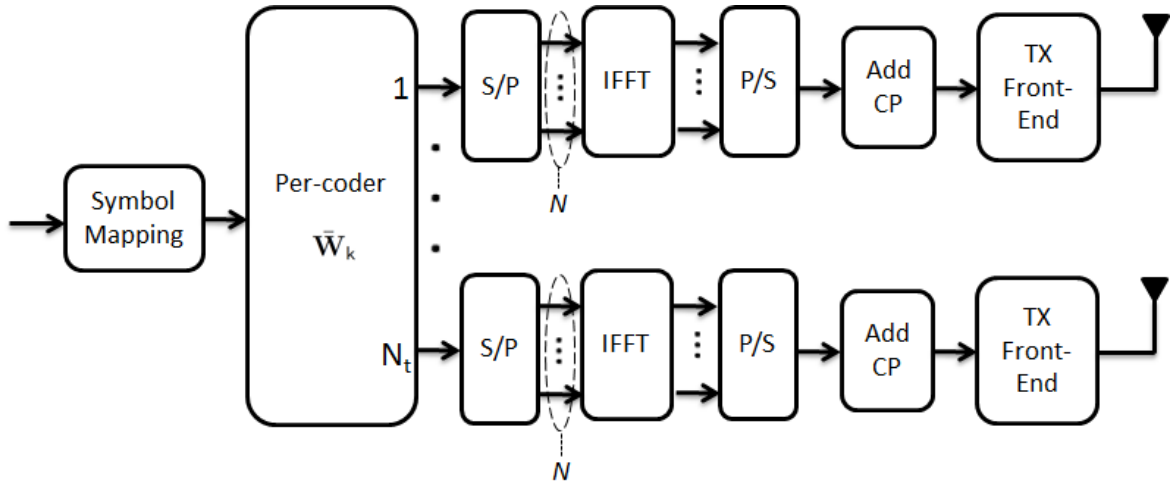 Symbol
Mapping
Per-coder
W̄ₖ
1
Nₜ
S/P
N
IFFT
P/S
Add
CP
TX
Front-
End
S/P
N
IFFT
P/S
Add
CP
TX
Front-
End